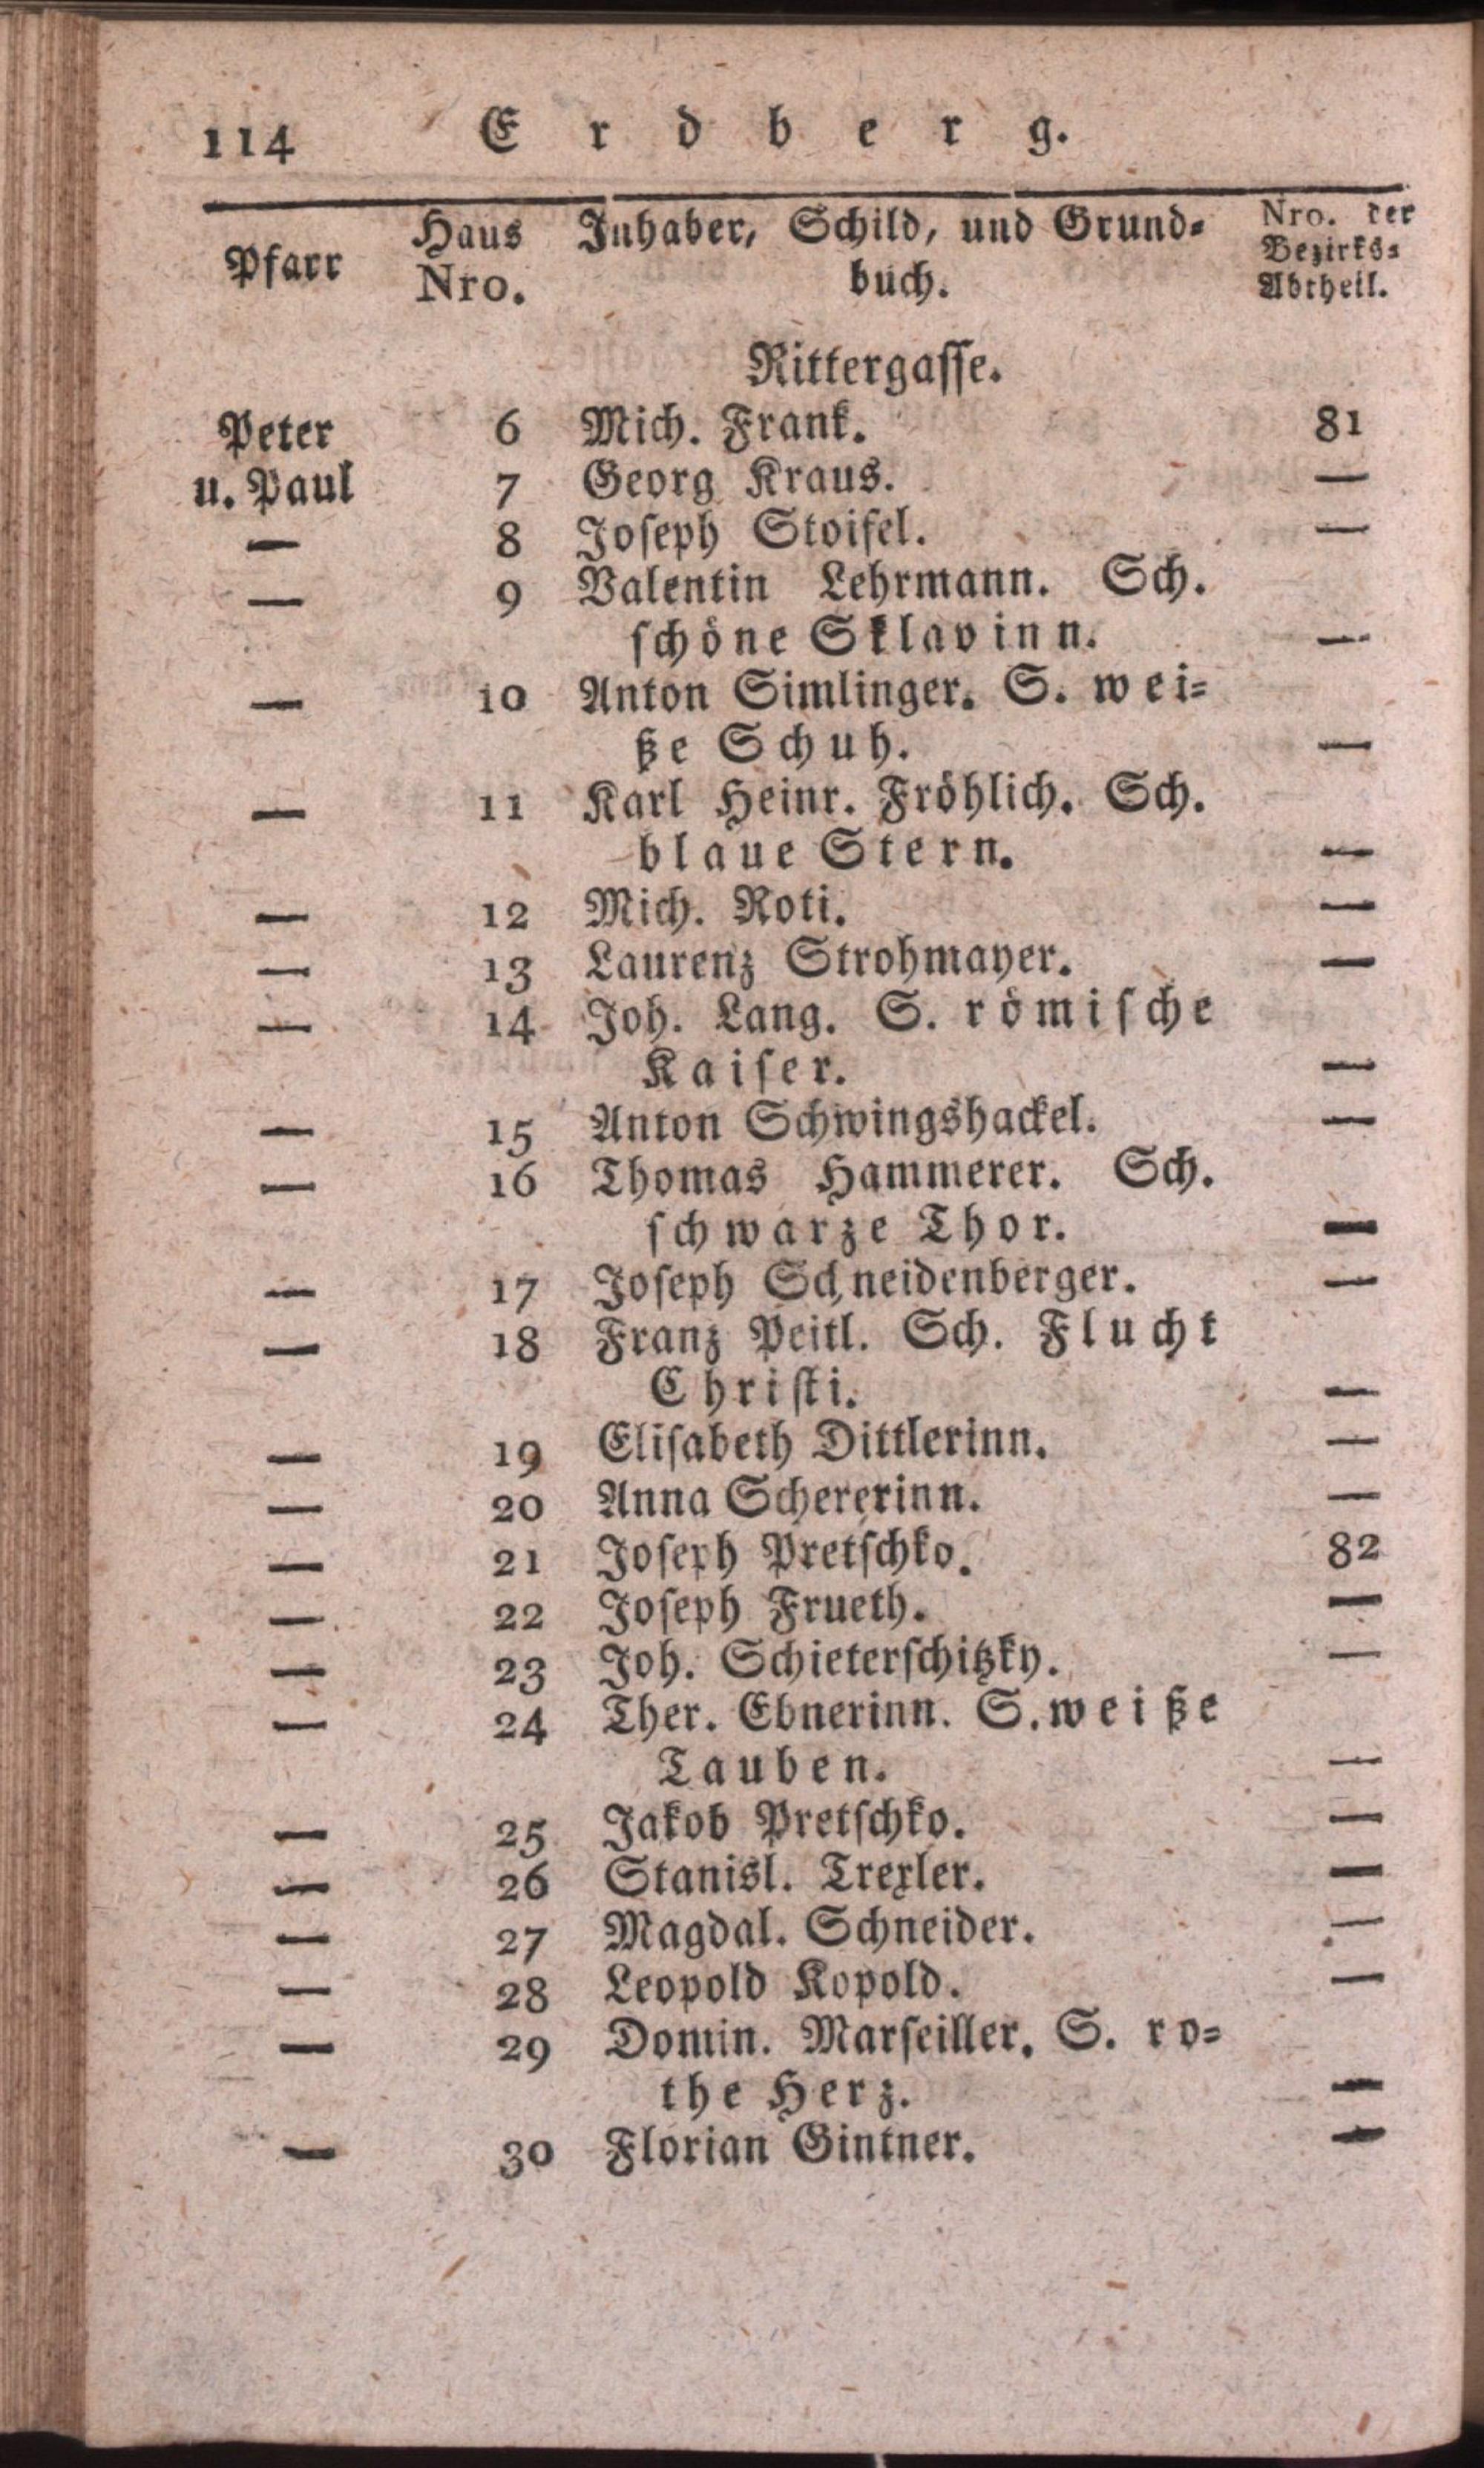 114 Erdberg.
Pfarr Haus Nro. Inhaber, Schild, und Grund= Nro. der Bezirks= Abtheil.
buch.
Rittergasse.
Peter 6 Mich. Frank. 81
u. Paul 7 Georg Kraus. —
— 8 Joseph Stoifel. —
— 9 Valentin Lehrmann. Sch.
schöne Sklavinn. —
— 10 Anton Simlinger. S. wei=
ße Schuh. —
— 11 Karl Heinr. Fröhlich. Sch.
blaue Stern. —
— 12 Mich. Roti. —
— 13 Laurenz Strohmayer. —
— 14 Joh. Lang. S. römische
Kaiser. —
— 15 Anton Schwingshackel. —
— 16 Thomas Hammerer. Sch.
schwarze Thor. —
— 17 Joseph Schneidenberger. —
— 18 Franz Peitl. Sch. Flucht
Christi. —
— 19 Elisabeth Dittlerinn. —
— 20 Anna Schererinn. —
— 21 Joseph Pretschko. 82
— 22 Joseph Frueth. —
— 23 Joh. Schieterschitzky. —
— 24 Ther. Ebnerinn. S. weiße
Tauben. —
— 25 Jakob Pretschko. —
— 26 Stanisl. Trexler. —
— 27 Magdal. Schneider. —
— 28 Leopold Kopold. —
— 29 Domin. Marseiller. S. ro=
the Herz. —
— 30 Florian Gintner. —